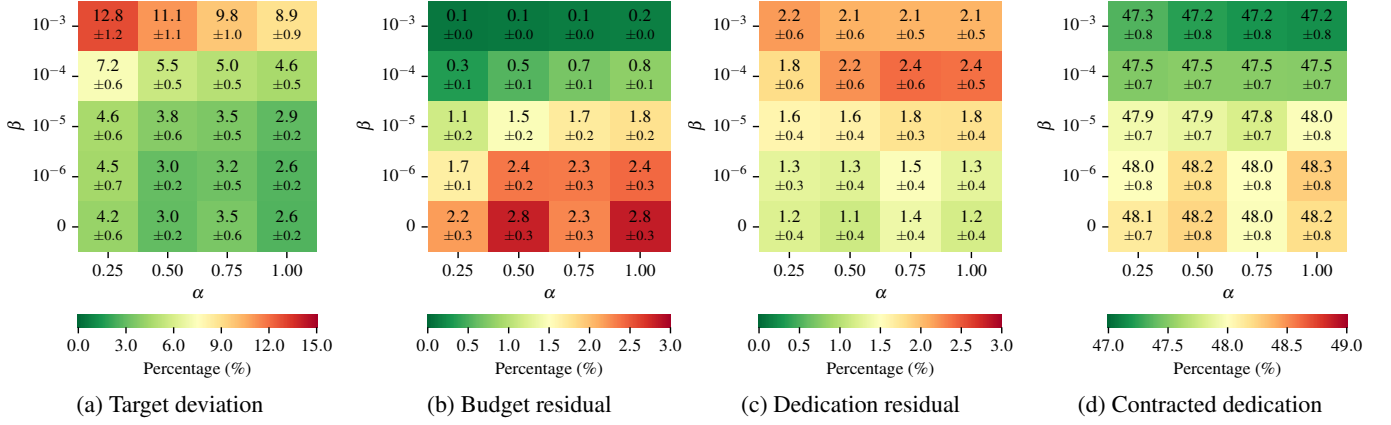 10⁻³ 12.8 11.1 9.8 8.9
±1.2 ±1.1 ±1.0 ±0.9
10⁻⁴ 7.2 5.5 5.0 4.6
±0.6 ±0.5 ±0.5 ±0.5
β 10⁻⁵ 4.6 3.8 3.5 2.9
±0.6 ±0.6 ±0.5 ±0.2
10⁻⁶ 4.5 3.0 3.2 2.6
±0.7 ±0.2 ±0.5 ±0.2
0 4.2 3.0 3.5 2.6
±0.6 ±0.2 ±0.6 ±0.2
0.25 0.50 0.75 1.00
α
0.0 3.0 6.0 9.0 12.0 15.0
Percentage (%)
(a) Target deviation
10⁻³ 0.1 0.1 0.1 0.2
±0.0 ±0.0 ±0.0 ±0.0
10⁻⁴ 0.3 0.5 0.7 0.8
±0.1 ±0.1 ±0.1 ±0.1
β 10⁻⁵ 1.1 1.5 1.7 1.8
±0.2 ±0.2 ±0.2 ±0.2
10⁻⁶ 1.7 2.4 2.3 2.4
±0.1 ±0.2 ±0.3 ±0.3
0 2.2 2.8 2.3 2.8
±0.3 ±0.3 ±0.3 ±0.3
0.25 0.50 0.75 1.00
α
0.0 0.5 1.0 1.5 2.0 2.5 3.0
Percentage (%)
(b) Budget residual
10⁻³ 2.2 2.1 2.1 2.1
±0.6 ±0.6 ±0.5 ±0.5
10⁻⁴ 1.8 2.2 2.4 2.4
±0.6 ±0.6 ±0.6 ±0.5
β 10⁻⁵ 1.6 1.6 1.8 1.8
±0.4 ±0.4 ±0.3 ±0.4
10⁻⁶ 1.3 1.3 1.5 1.3
±0.3 ±0.4 ±0.4 ±0.4
0 1.2 1.1 1.4 1.2
±0.4 ±0.4 ±0.4 ±0.4
0.25 0.50 0.75 1.00
α
0.0 0.5 1.0 1.5 2.0 2.5 3.0
Percentage (%)
(c) Dedication residual
10⁻³ 47.3 47.2 47.2 47.2
±0.8 ±0.8 ±0.8 ±0.8
10⁻⁴ 47.5 47.5 47.5 47.5
±0.7 ±0.7 ±0.7 ±0.7
β 10⁻⁵ 47.9 47.9 47.8 48.0
±0.7 ±0.7 ±0.7 ±0.8
10⁻⁶ 48.0 48.2 48.0 48.3
±0.8 ±0.8 ±0.8 ±0.8
0 48.1 48.2 48.0 48.2
±0.7 ±0.8 ±0.8 ±0.8
0.25 0.50 0.75 1.00
α
47.0 47.5 48.0 48.5 49.0
Percentage (%)
(d) Contracted dedication